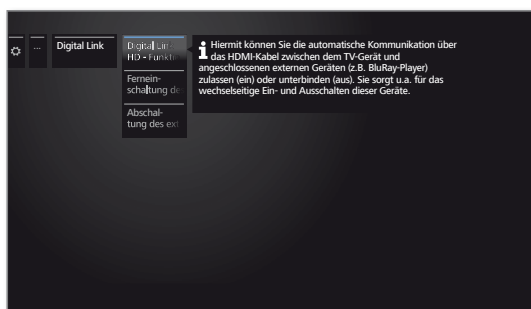 ...
Digital Link
Digital Lin
HD - Funkti
Fernein-
schaltung de
Abschal-
tung des ext
i Hiermit können Sie die automatische Kommunikation über
das HDMI-Kabel zwischen dem TV-Gerät und
angeschlossenen externen Geräten (z.B. BluRay-Player)
zulassen (ein) oder unterbinden (aus). Sie sorgt u.a. für das
wechselseitige Ein- und Ausschalten dieser Geräte.